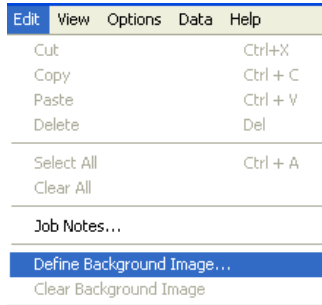 Edit View Options Data Help
Cut Ctrl+X
Copy Ctrl + C
Paste Ctrl + V
Delete Del
Select All Ctrl + A
Clear All
Job Notes...
Define Background Image...
Clear Background Image